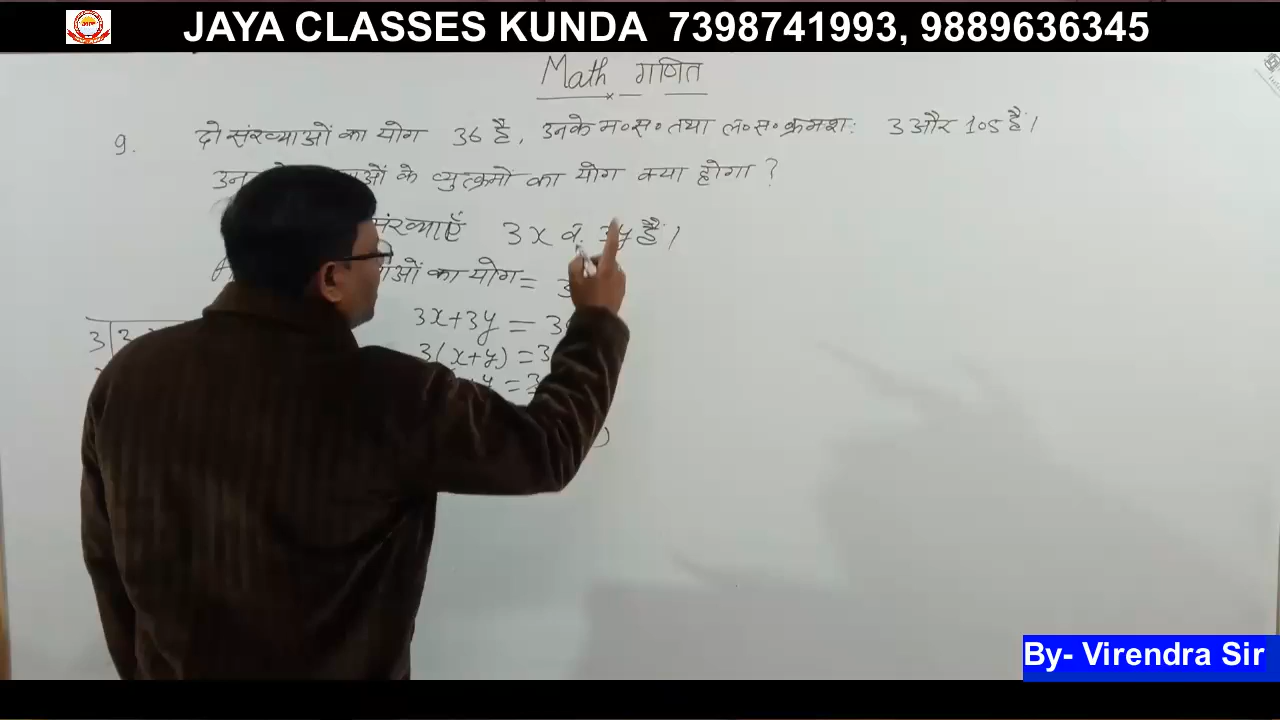 JAYA CLASSES KUNDA 7398741993, 9889636345
Math गणित
9. दो संख्याओं का योग 36 है, उनके म॰स॰ तथा ल॰स॰ क्रमशः 3 और 105 है।
उन के व्युत्क्रमो का योग क्या होगा ?
संख्याएँ 3x व 3y है।
का योग =
3x+3y = 3
3(x+y) = 3
y =
3
By- Virendra Sir